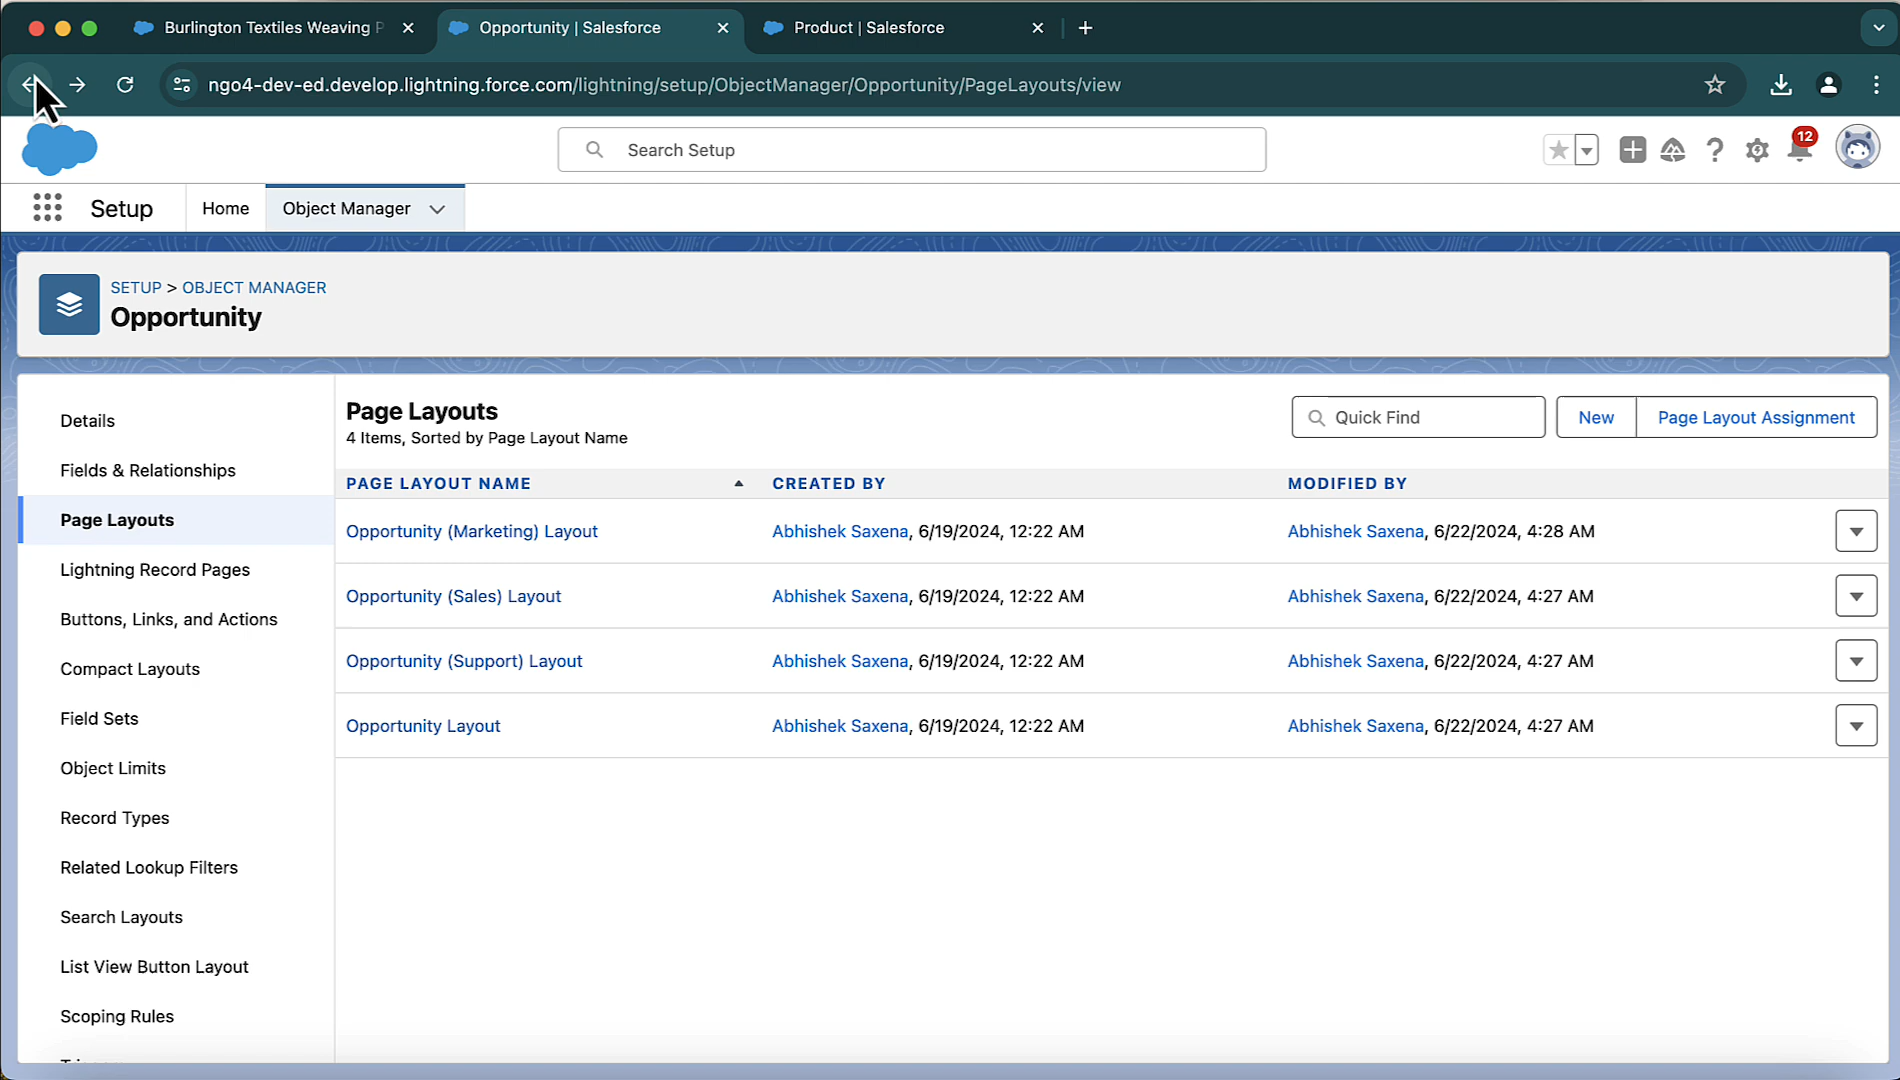 Burlington Textiles Weaving P
Opportunity | Salesforce
Product | Salesforce
ngo4-dev-ed.develop.lightning.force.com/lightning/setup/ObjectManager/Opportunity/PageLayouts/view
Search Setup
12
Setup
Home
Object Manager
SETUP > OBJECT MANAGER
Opportunity
Details
Fields & Relationships
Page Layouts
Lightning Record Pages
Buttons, Links, and Actions
Compact Layouts
Field Sets
Object Limits
Record Types
Related Lookup Filters
Search Layouts
List View Button Layout
Scoping Rules
Page Layouts
4 Items, Sorted by Page Layout Name
Quick Find
New
Page Layout Assignment
PAGE LAYOUT NAME CREATED BY MODIFIED BY
Opportunity (Marketing) Layout Abhishek Saxena, 6/19/2024, 12:22 AM Abhishek Saxena, 6/22/2024, 4:28 AM
Opportunity (Sales) Layout Abhishek Saxena, 6/19/2024, 12:22 AM Abhishek Saxena, 6/22/2024, 4:27 AM
Opportunity (Support) Layout Abhishek Saxena, 6/19/2024, 12:22 AM Abhishek Saxena, 6/22/2024, 4:27 AM
Opportunity Layout Abhishek Saxena, 6/19/2024, 12:22 AM Abhishek Saxena, 6/22/2024, 4:27 AM